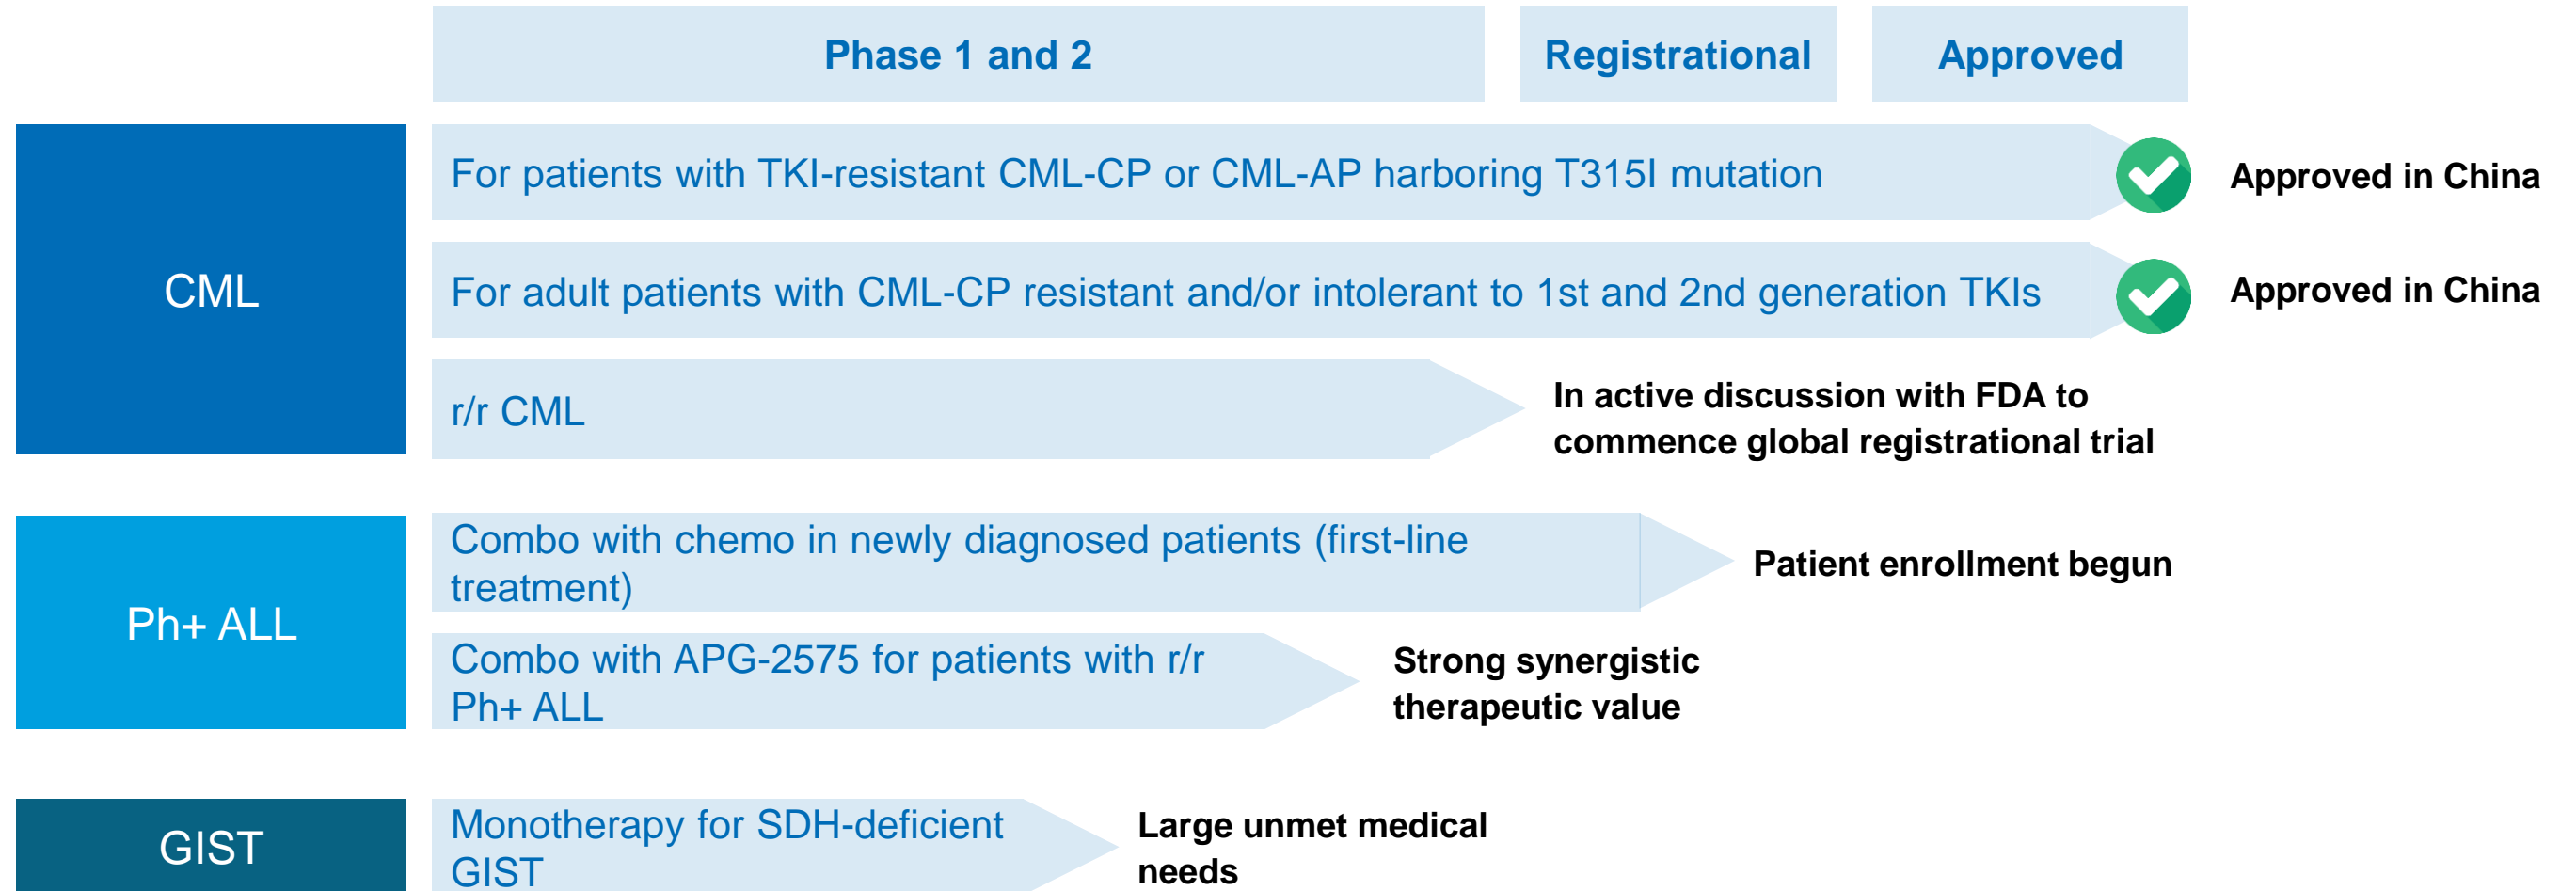 Phase 1 and 2
Registrational
Approved
CML
For patients with TKI-resistant CML-CP or CML-AP harboring T315I mutation
Approved in China
For adult patients with CML-CP resistant and/or intolerant to 1st and 2nd generation TKIs
Approved in China
r/r CML
In active discussion with FDA to
commence global registrational trial
Ph+ ALL
Combo with chemo in newly diagnosed patients (first-line
treatment)
Patient enrollment begun
Combo with APG-2575 for patients with r/r
Ph+ ALL
Strong synergistic
therapeutic value
GIST
Monotherapy for SDH-deficient
GIST
Large unmet medical
needs